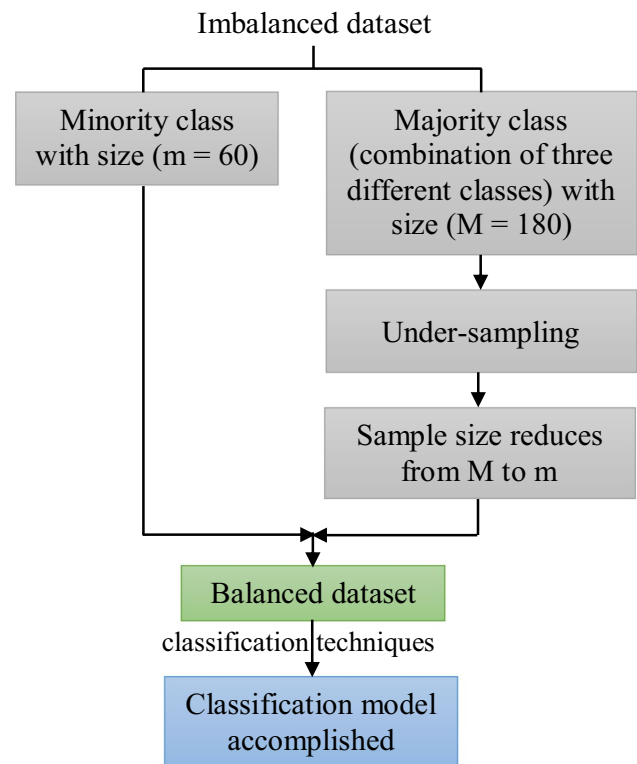 Imbalanced dataset
Minority class
with size (m = 60)
Majority class
(combination of three
different classes) with
size (M = 180)
Under-sampling
Sample size reduces
from M to m
Balanced dataset
classification techniques
Classification model
accomplished